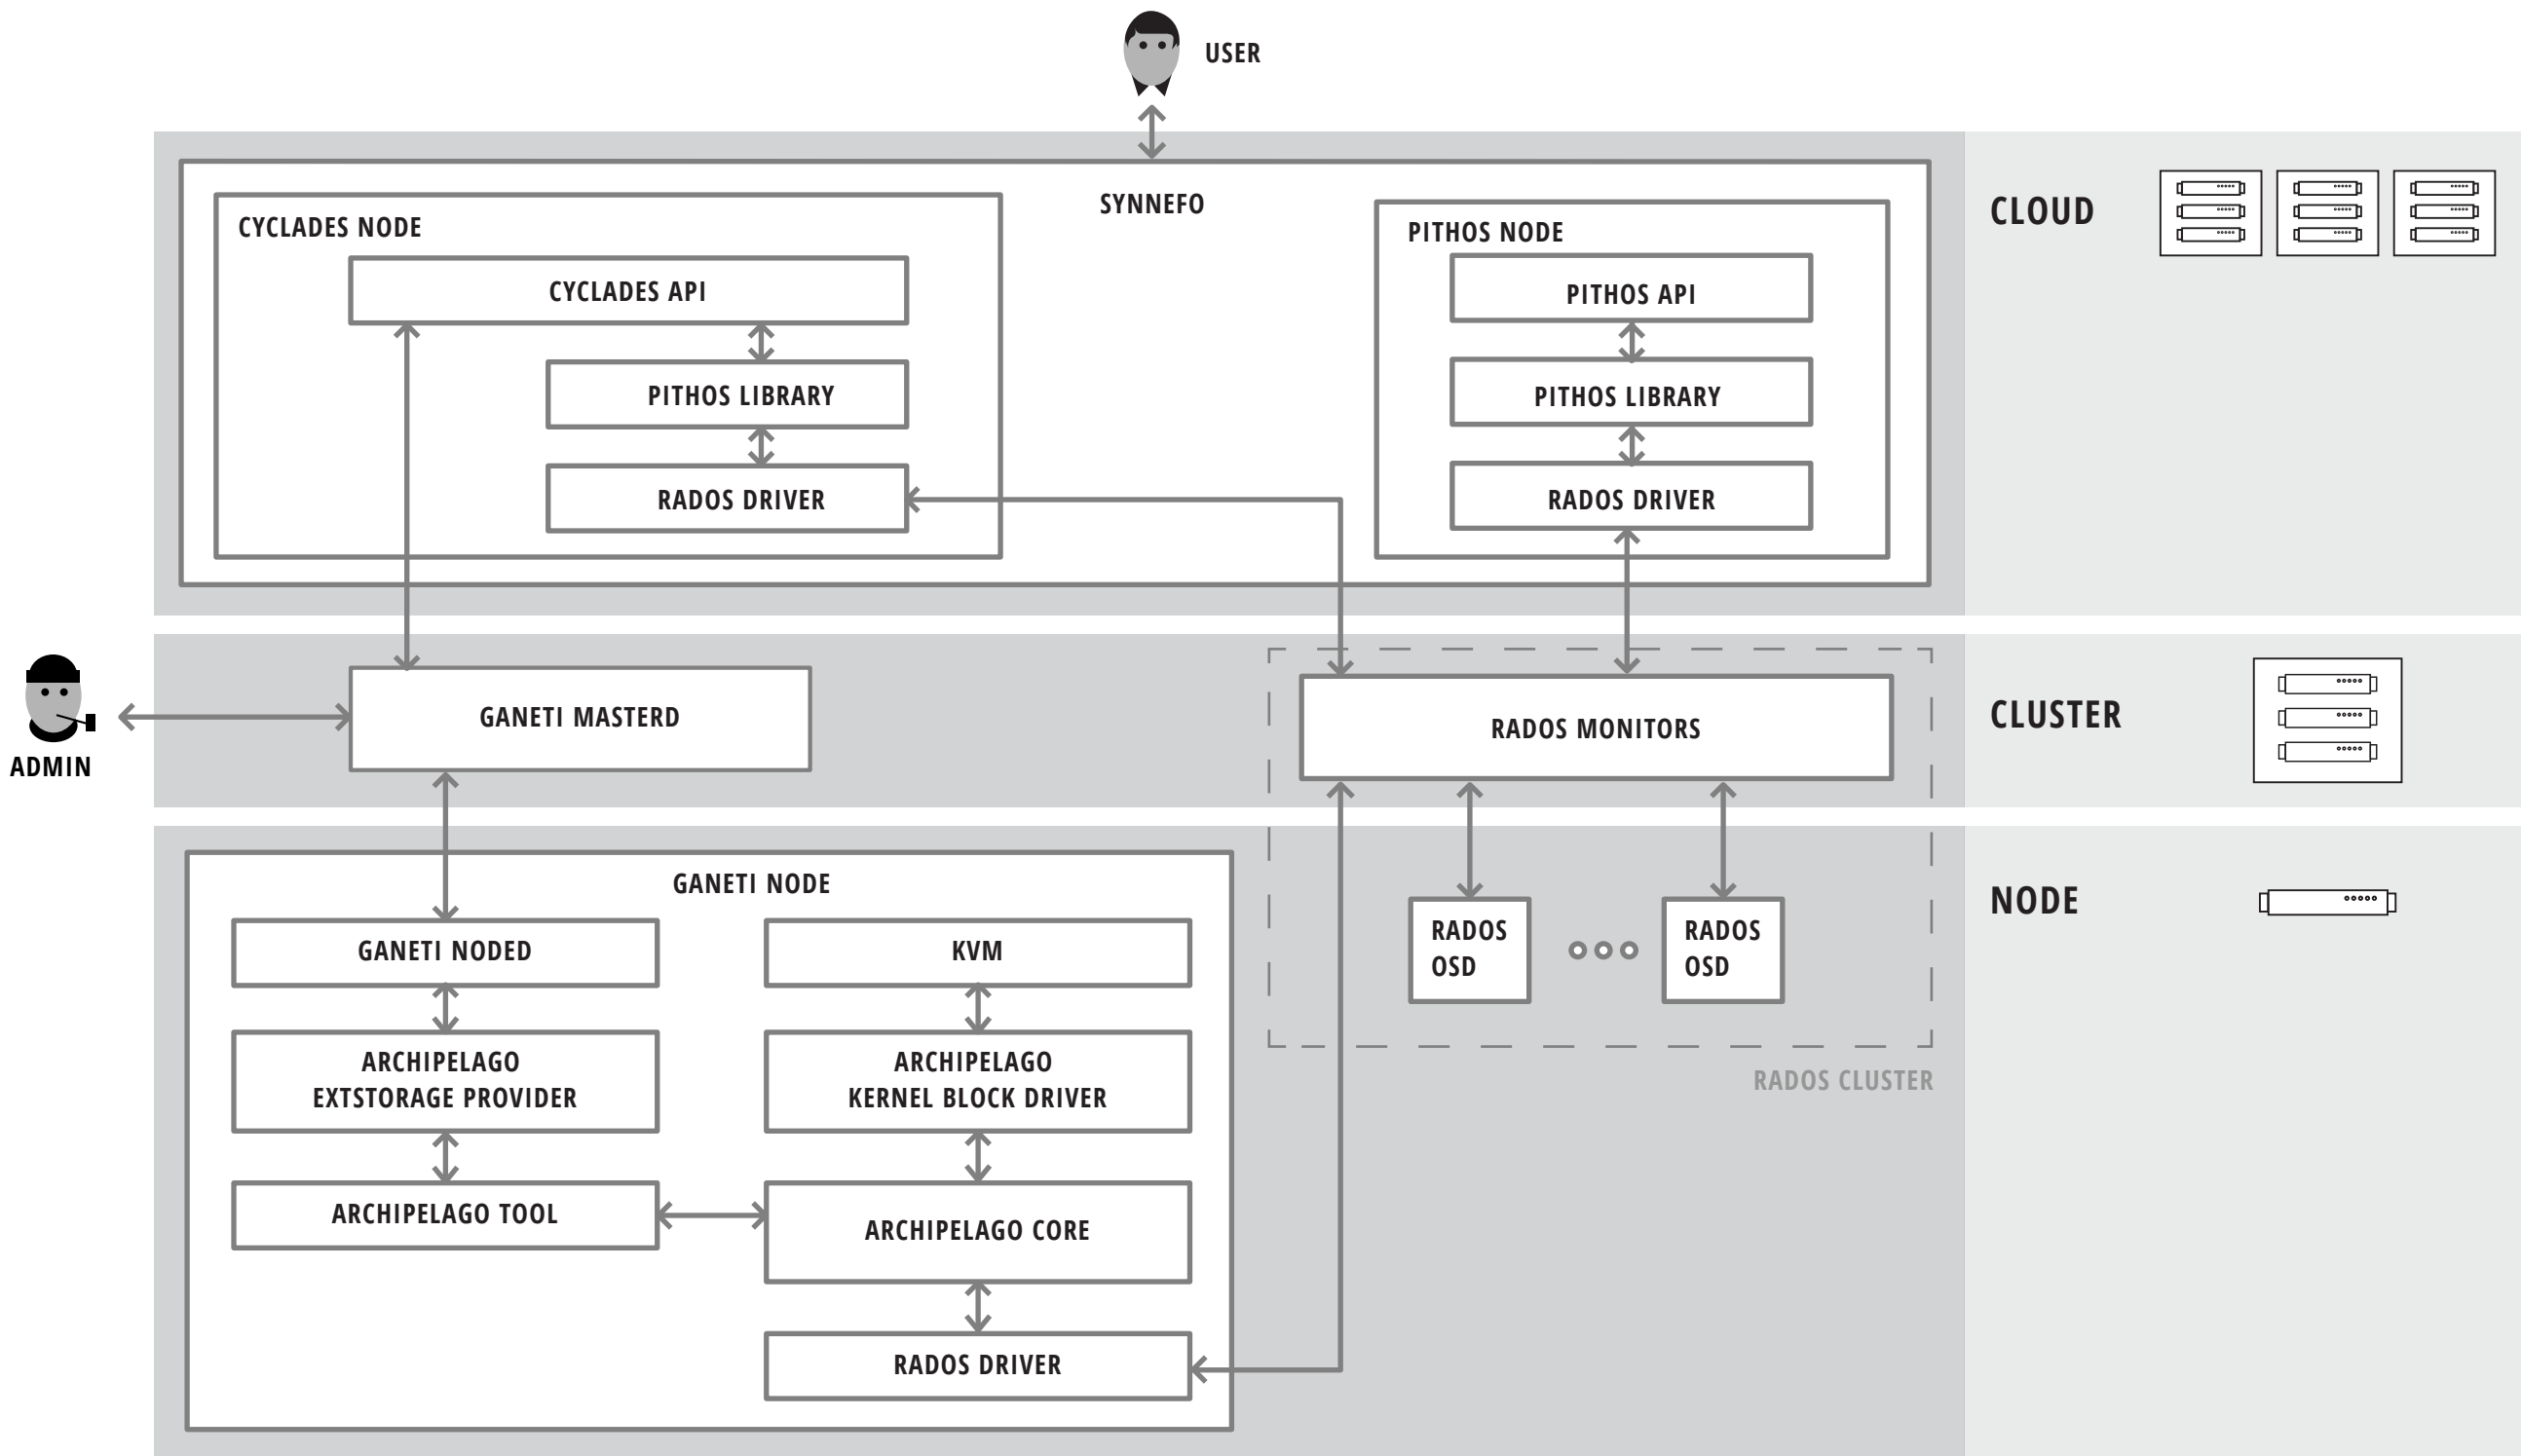 USER
SYNNEFO
CYCLADES NODE
CYCLADES API
PITHOS LIBRARY
RADOS DRIVER
PITHOS NODE
PITHOS API
PITHOS LIBRARY
RADOS DRIVER
CLOUD
ADMIN
GANETI MASTERD
RADOS MONITORS
CLUSTER
GANETI NODE
GANETI NODED
ARCHIPELAGO
EXTSTORAGE PROVIDER
ARCHIPELAGO TOOL
KVM
ARCHIPELAGO
KERNEL BLOCK DRIVER
ARCHIPELAGO CORE
RADOS DRIVER
RADOS
OSD
RADOS
OSD
RADOS CLUSTER
NODE